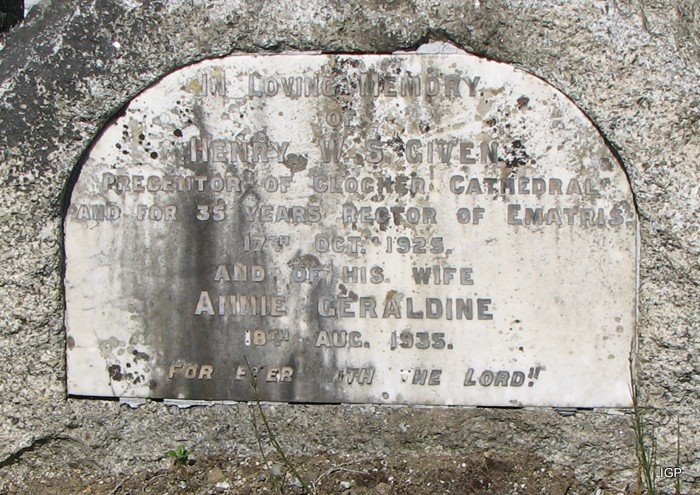 IN LOVING MEMORY
OF
HENRY W. S. GIVEN
PRECENTOR OF CLOGHER CATHEDRAL
AND FOR 35 YEARS RECTOR OF EMATRIS.
17TH OCT. 1925.
AND OF HIS WIFE
ANNIE GERALDINE
18TH AUG. 1935.
"FOR EVER WITH THE LORD."
IGP